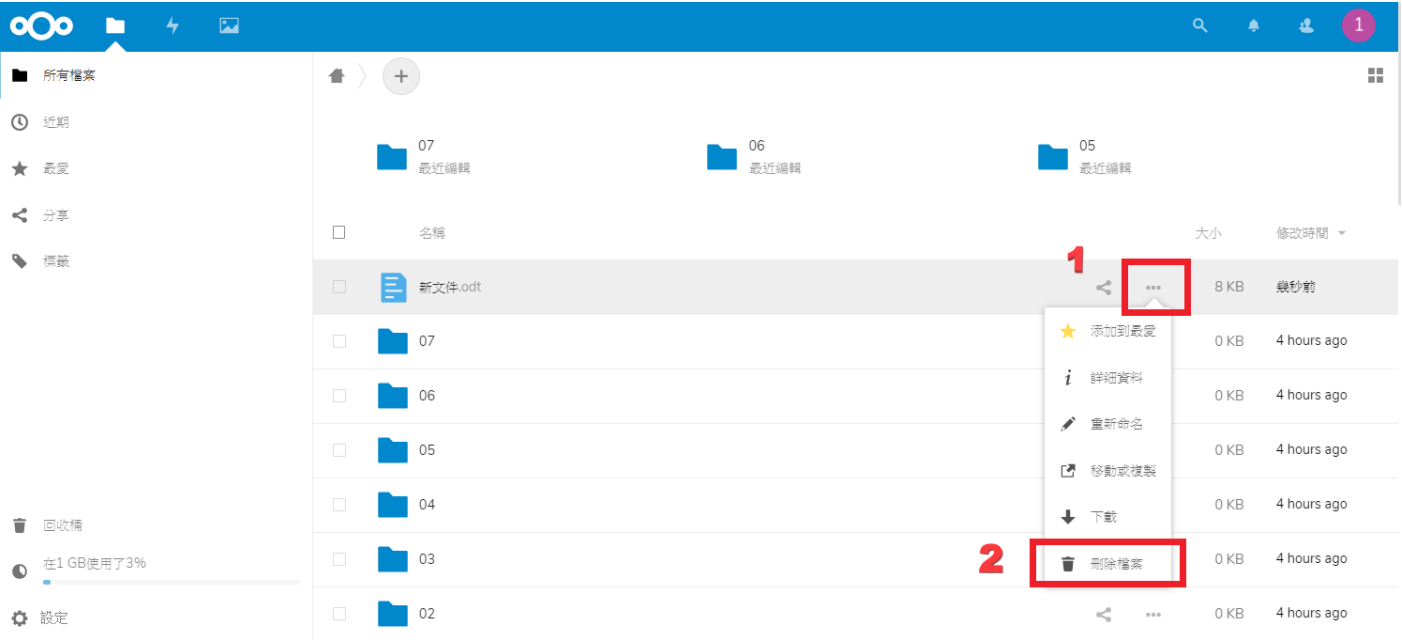 1
所有檔案
近期
最愛
分享
標籤
07
最近編輯
06
最近編輯
05
最近編輯
名稱
大小
修改時間
1
新文件.odt
8 KB
幾秒前
添加到最愛
07
0 KB
4 hours ago
詳細資料
06
0 KB
4 hours ago
重新命名
05
0 KB
4 hours ago
移動或複製
04
0 KB
4 hours ago
下載
回收桶
2
03
刪除檔案
0 KB
4 hours ago
在1 GB使用了3%
02
0 KB
4 hours ago
設定